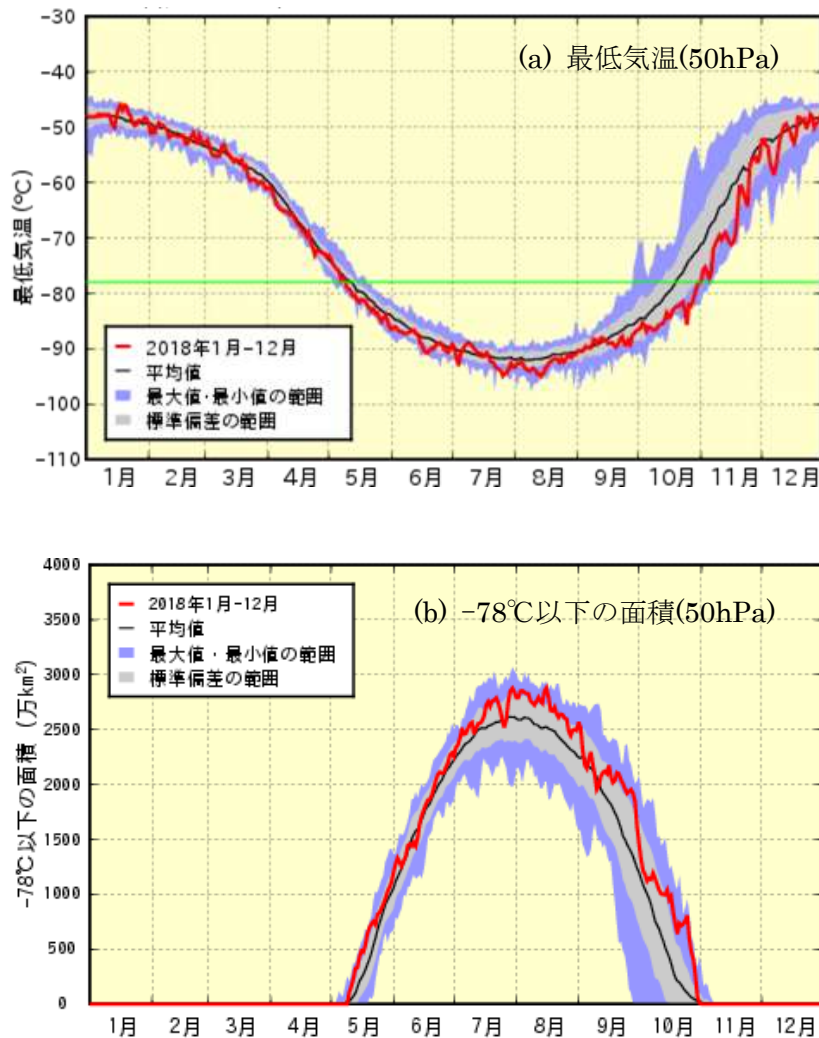 (a) 最低気温(50hPa)
最低気温(℃)
-30
-40
-50
-60
-70
-80
-90
-100
-110
2018年1月-12月
平均値
最大値・最小値の範囲
標準偏差の範囲
1月 2月 3月 4月 5月 6月 7月 8月 9月 10月 11月 12月
(b) -78℃以下の面積(50hPa)
-78℃以下の面積 (万km²)
4000
3500
3000
2500
2000
1500
1000
500
0
2018年1月-12月
平均値
最大値・最小値の範囲
標準偏差の範囲
1月 2月 3月 4月 5月 6月 7月 8月 9月 10月 11月 12月